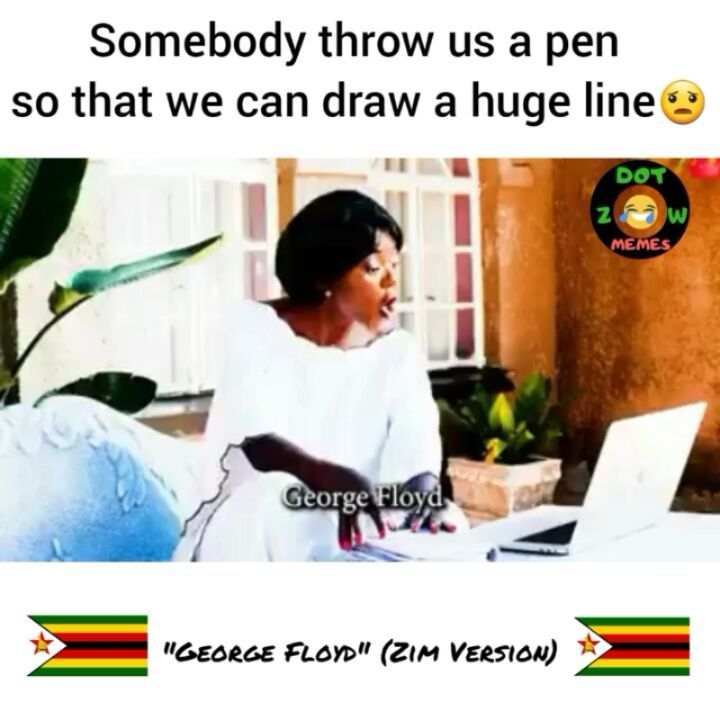 Somebody throw us a pen
so that we can draw a huge line
DOT
Z W
MEMES
George Floyd
"GEORGE FLOYD" (ZIM VERSION)